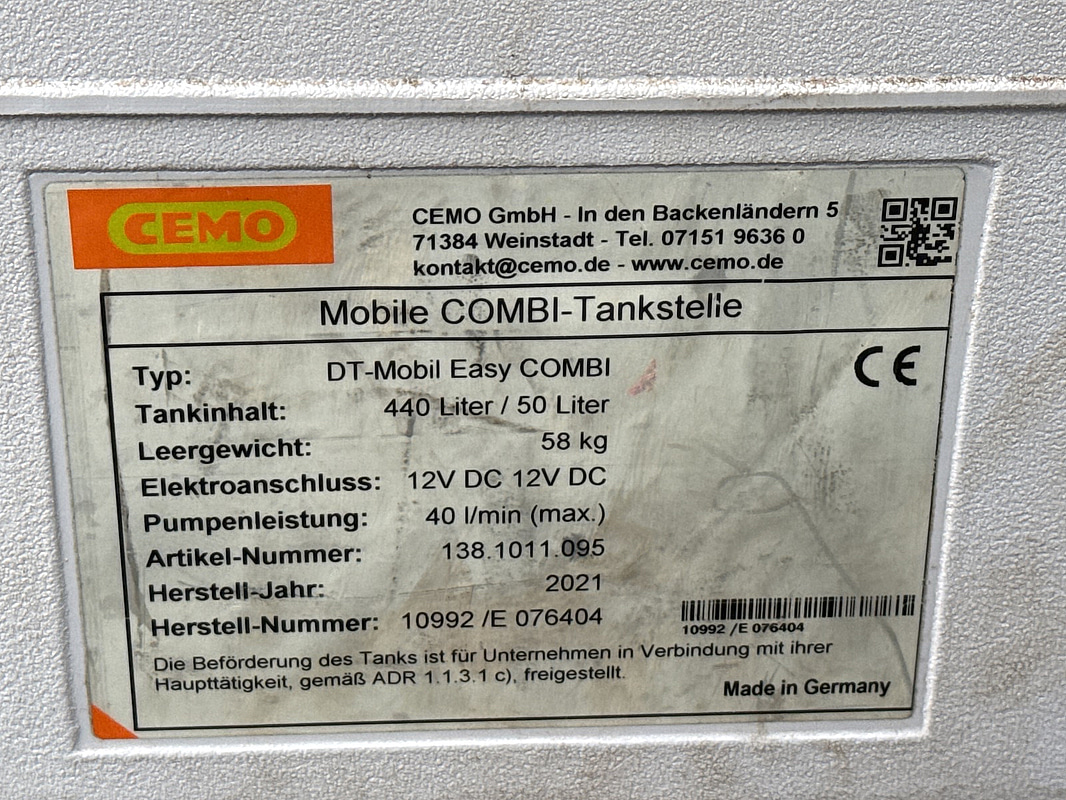 CEMO
CEMO GmbH - In den Backenländern 5
71384 Weinstadt - Tel. 07151 9636 0
kontakt@cemo.de - www.cemo.de
Mobile COMBI-Tankstelle
Typ: DT-Mobil Easy COMBI
CE
Tankinhalt: 440 Liter / 50 Liter
Leergewicht: 58 kg
Elektroanschluss: 12V DC 12V DC
Pumpenleistung: 40 l/min (max.)
Artikel-Nummer: 138.1011.095
Herstell-Jahr: 2021
Herstell-Nummer: 10992 /E 076404
10992 /E 076404
Die Beförderung des Tanks ist für Unternehmen in Verbindung mit ihrer
Haupttätigkeit, gemäß ADR 1.1.3.1 c), freigestellt.
Made in Germany